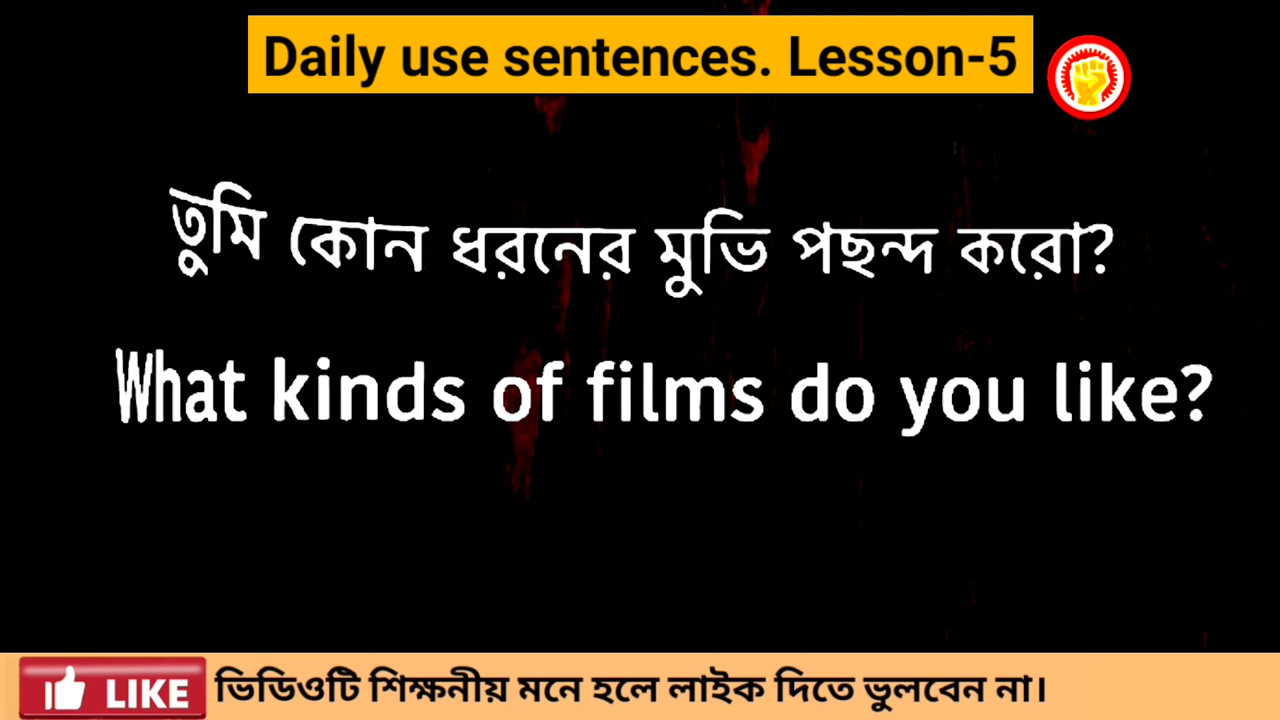 Daily use sentences. Lesson-5
তুমি কোন ধরনের মুভি পছন্দ করো?
What kinds of films do you like?
LIKE ভিডিওটি শিক্ষনীয় মনে হলে লাইক দিতে ভুলবেন না।